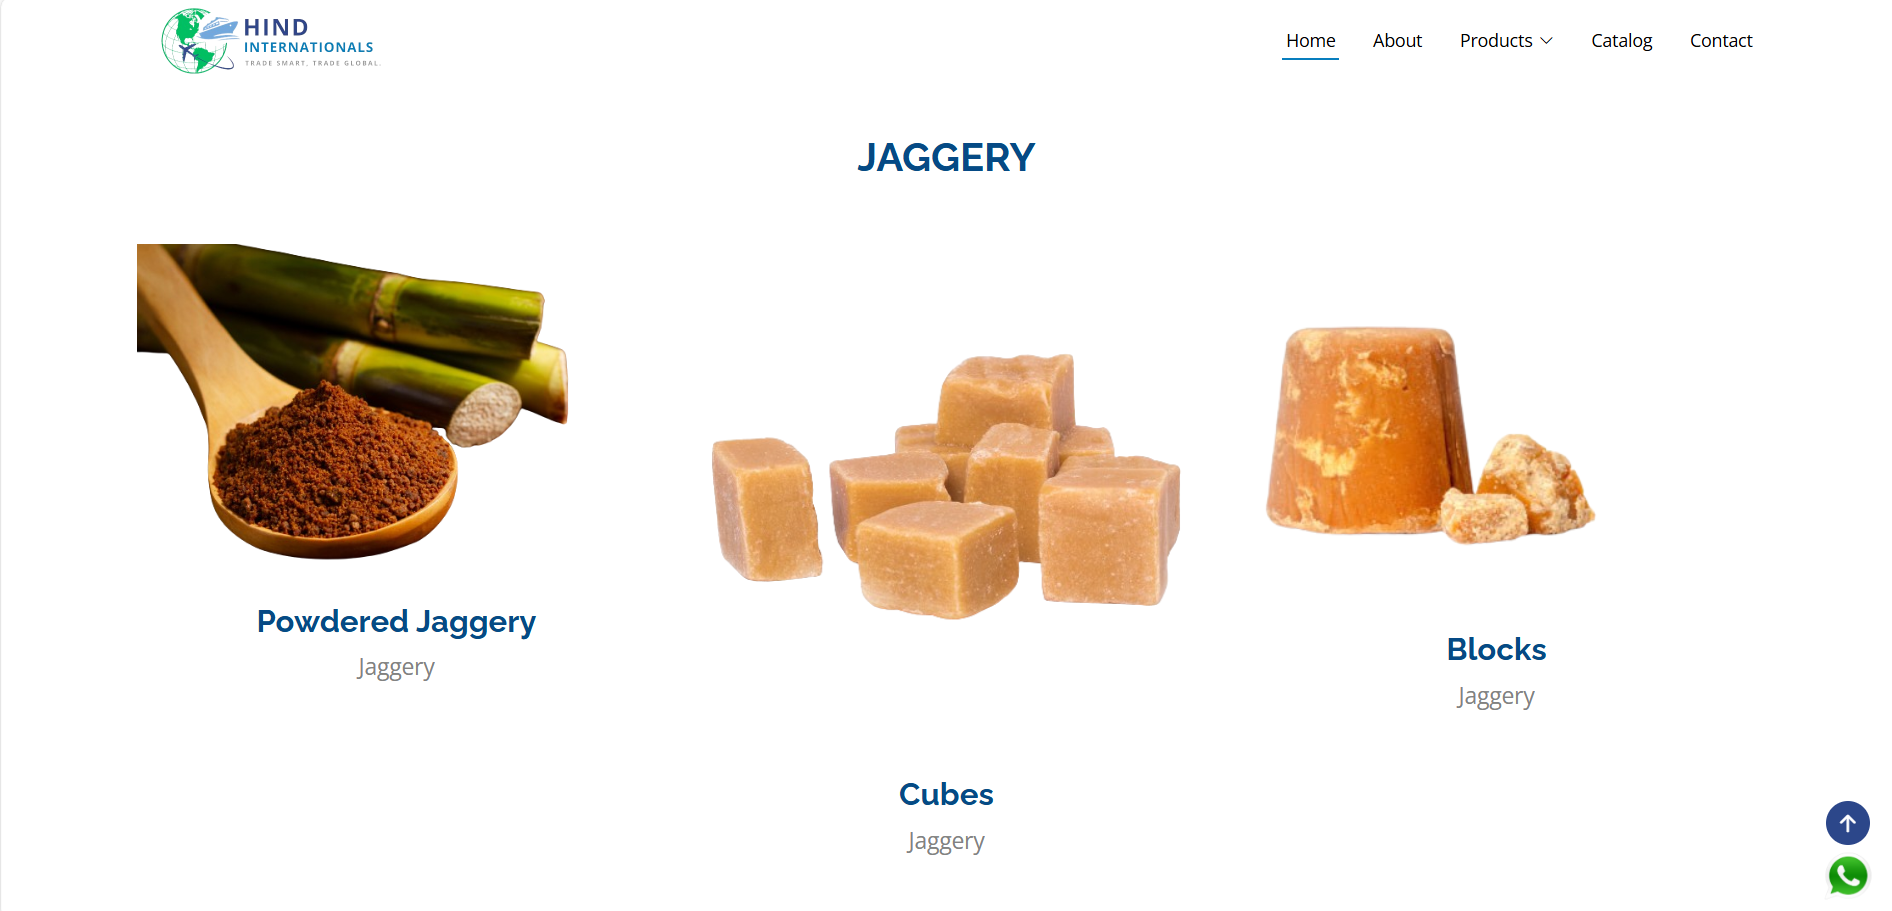 HIND
INTERNATIONALS
TRADE SMART, TRADE GLOBAL.
Home About Products Catalog Contact
JAGGERY
Powdered Jaggery
Jaggery
Cubes
Jaggery
Blocks
Jaggery